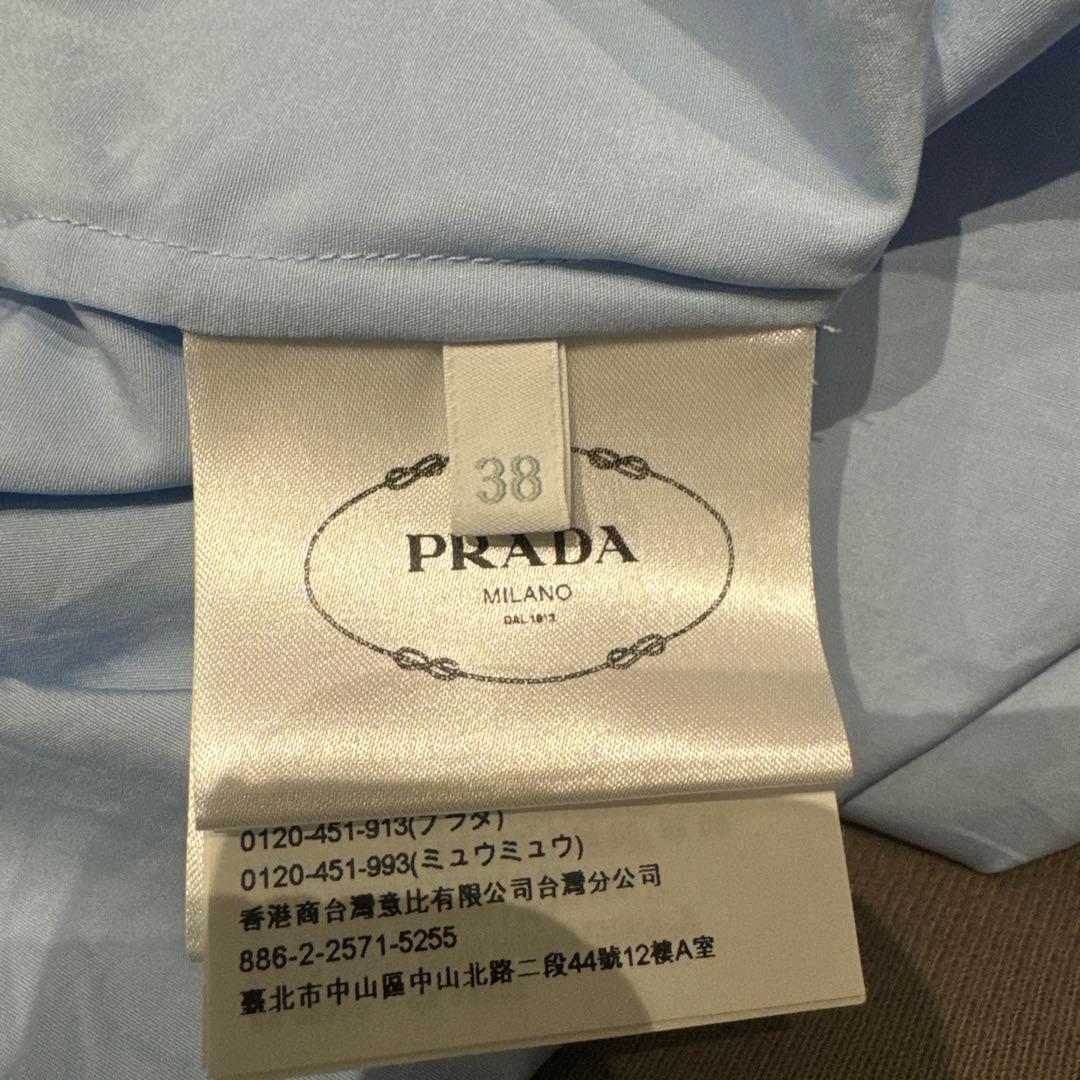 38
PRADA
MILANO
DAL 1913
0120-451-913(プラダ)
0120-451-993(ミュウミュウ)
香港商台灣意比有限公司台灣分公司
886-2-2571-5255
臺北市中山區中山北路二段44號12樓A室